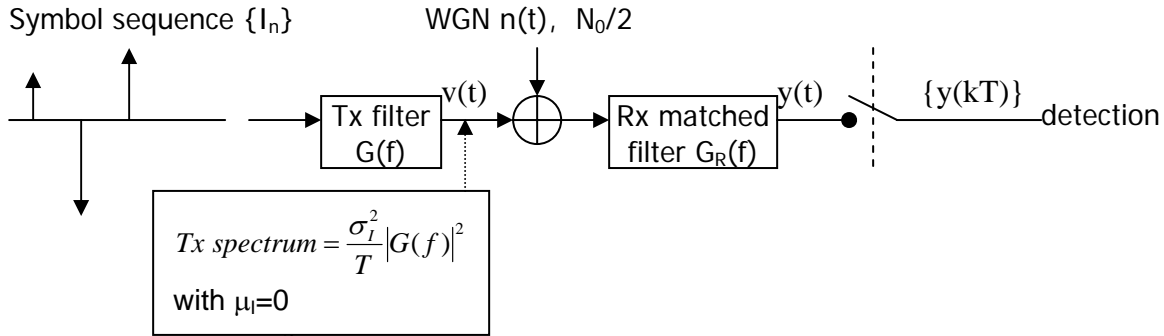 Symbol sequence {Iₙ}
WGN n(t), N₀/2
Tx filter
G(f)
v(t)
Rx matched
filter G_R(f)
y(t)
{y(kT)}
detection
Tx spectrum = σ_I²/T |G(f)|²
with μ_I=0